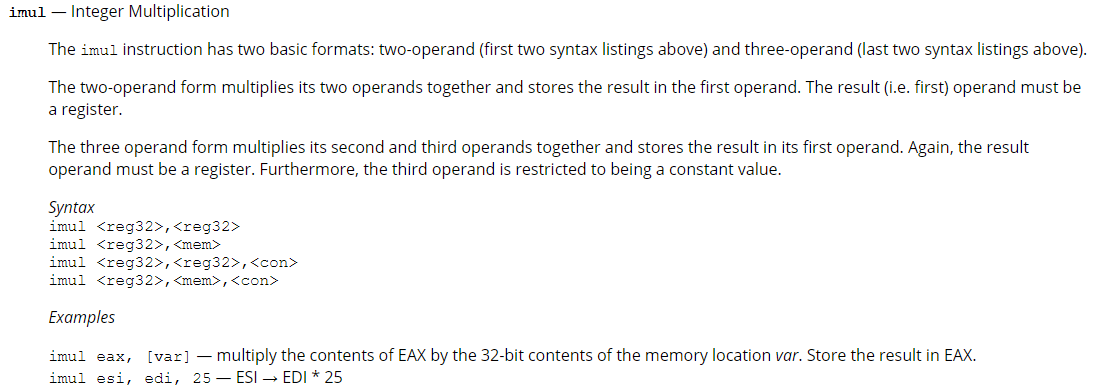 imul — Integer Multiplication
The imul instruction has two basic formats: two-operand (first two syntax listings above) and three-operand (last two syntax listings above).
The two-operand form multiplies its two operands together and stores the result in the first operand. The result (i.e. first) operand must be
a register.
The three operand form multiplies its second and third operands together and stores the result in its first operand. Again, the result
operand must be a register. Furthermore, the third operand is restricted to being a constant value.
Syntax
imul <reg32>,<reg32>
imul <reg32>,<mem>
imul <reg32>,<reg32>,<con>
imul <reg32>,<mem>,<con>
Examples
imul eax, [var] — multiply the contents of EAX by the 32-bit contents of the memory location var. Store the result in EAX.
imul esi, edi, 25 — ESI → EDI * 25